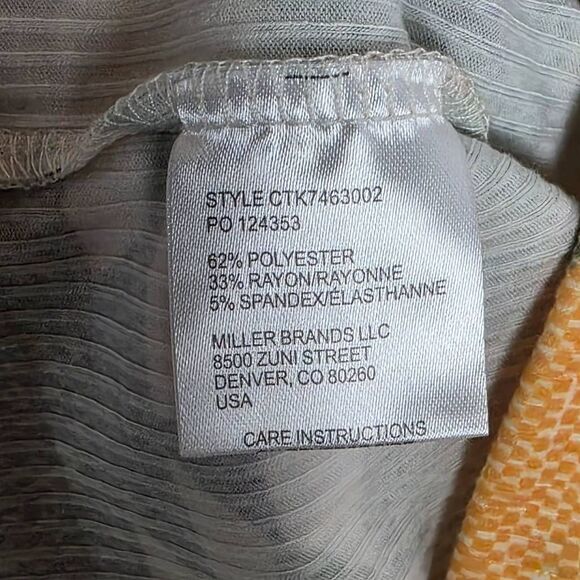 STYLE CTK7463002
PO 124353
62% POLYESTER
33% RAYON/RAYONNE
5% SPANDEX/ÉLASTHANNE
MILLER BRANDS LLC
8500 ZUNI STREET
DENVER, CO 80260
USA
CARE INSTRUCTIONS